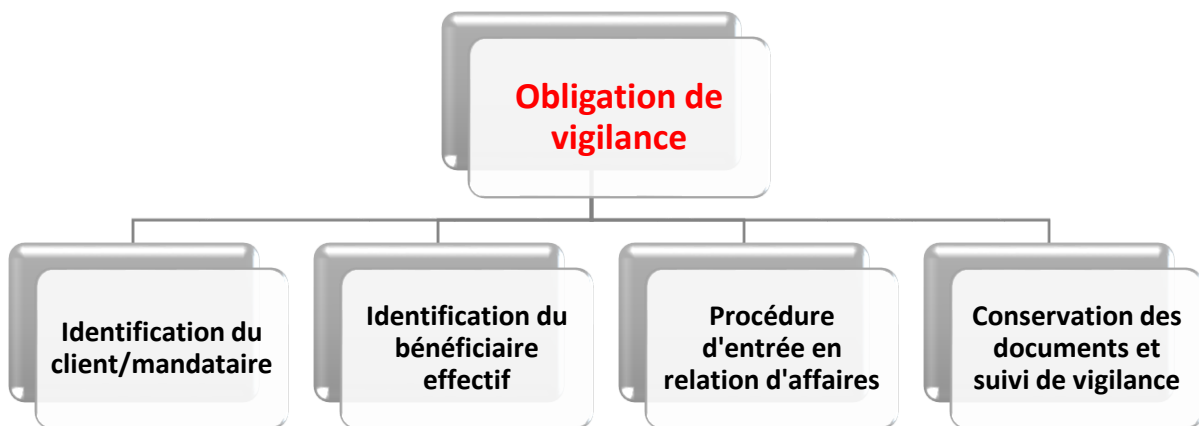 Obligation de
vigilance
Identification du
client/mandataire
Identification du
bénéficiaire
effectif
Procédure
d'entrée en
relation d'affaires
Conservation des
documents et
suivi de vigilance